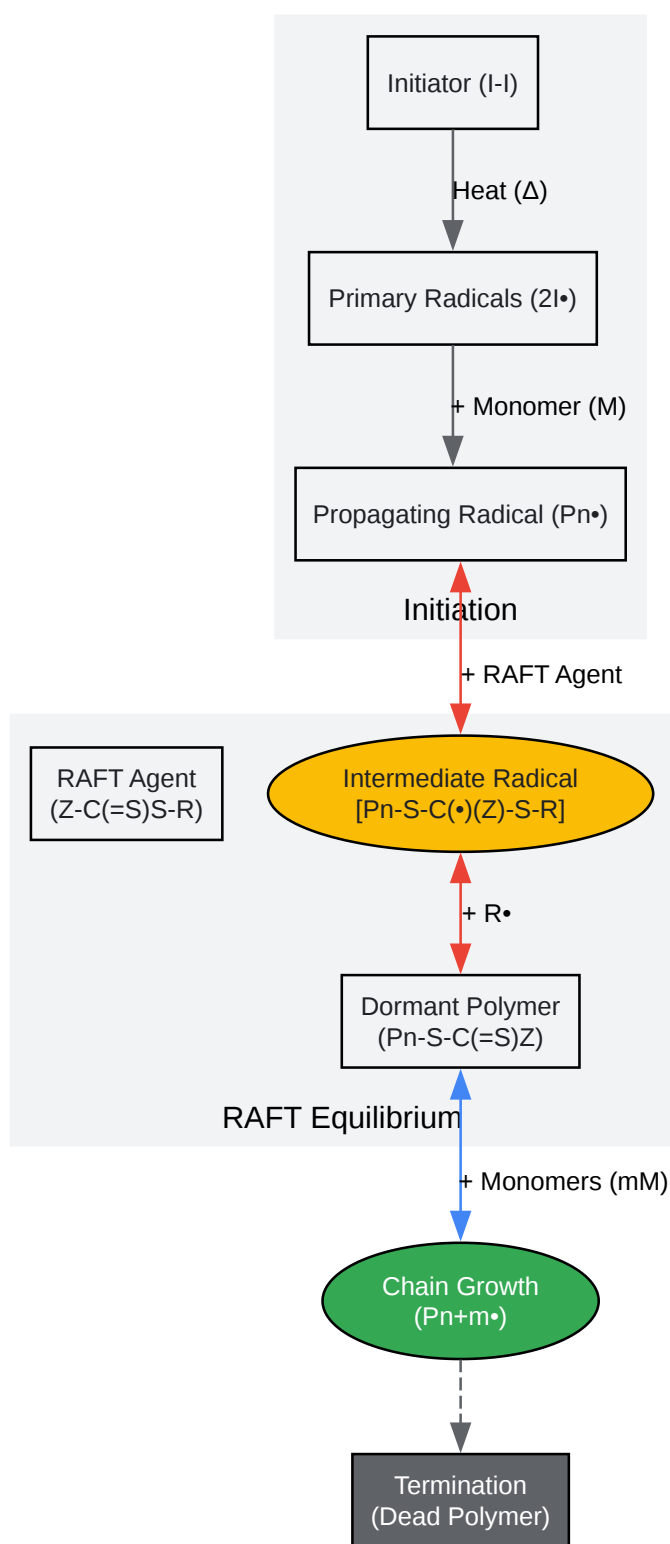 Initiator (I-I)
Heat (Δ)
Primary Radicals (2I•)
+ Monomer (M)
Propagating Radical (Pn•)
Initiation
+ RAFT Agent
RAFT Agent
(Z-C(=S)S-R)
Intermediate Radical
[Pn-S-C(•)(Z)-S-R]
+ R•
Dormant Polymer
(Pn-S-C(=S)Z)
RAFT Equilibrium
+ Monomers (mM)
Chain Growth
(Pn+m•)
Termination
(Dead Polymer)